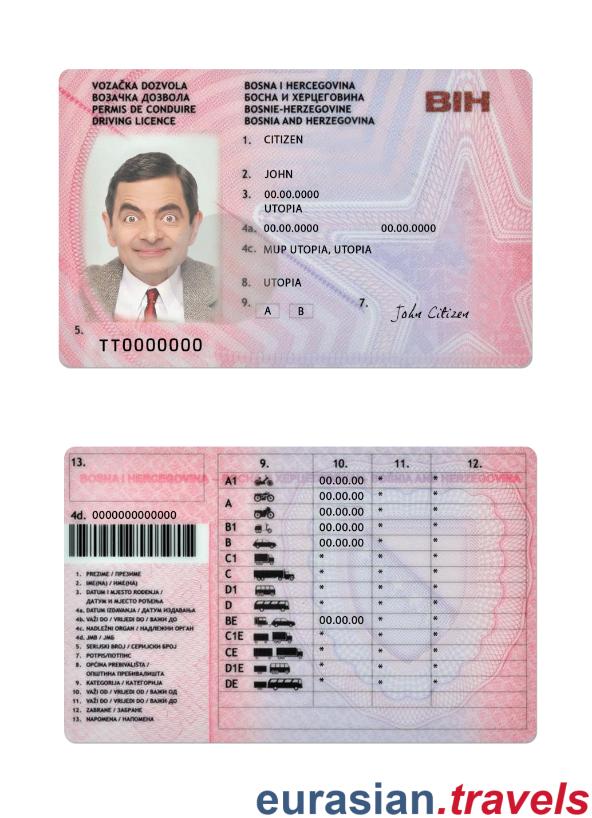 VOZAČKA DOZVOLA
ВОЗАЧКА ДОЗВОЛА
PERMIS DE CONDUIRE
DRIVING LICENCE
BOSNA I HERCEGOVINA
БОСНА И ХЕРЦЕГОВИНА
BOSNIE-HERZEGOVINE
BOSNIA AND HERZEGOVINA
BIH
1. CITIZEN
2. JOHN
3. 00.00.0000
UTOPIA
4a. 00.00.0000 00.00.0000
4c. MUP UTOPIA, UTOPIA
8. UTOPIA
9. A B 7. John Citizen
5.
TT0000000
13. 9. 10. 11. 12.
BOSNA I HERCEGOVINA
4d. 0000000000000
A1 00.00.00 * *
A 00.00.00 * *
00.00.00 * *
B1 00.00.00 * *
B 00.00.00 * *
C1 * * *
C * * *
D1 * * *
D * * *
BE 00.00.00 * *
C1E * * *
CE * * *
D1E * * *
DE * * *
1. PREZIME / ПРЕЗИМЕ
2. IME(NA) / ИМЕ(НА)
3. DATUM I MJESTO ROĐENJA /
ДАТУМ И МЈЕСТО РОЂЕЊА
4a. DATUM IZDAVANJA / ДАТУМ ИЗДАВАЊА
4b. VAŽI DO / VRIJEDI DO / ВАЖИ ДО
4c. NADLEŽNI ORGAN / НАДЛЕЖНИ ОРГАН
4d. JMB / ЈМБ
5. SERIJSKI BROJ / СЕРИЈСКИ БРОЈ
7. POTPIS/ПОТПИС
8. OPĆINA PREBIVALIŠTA /
ОПШТИНА ПРЕБИВАЛИШТА
9. KATEGORIJA / КАТЕГОРИЈА
10. VAŽI OD / VRIJEDI OD / ВАЖИ ОД
11. VAŽI DO / VRIJEDI DO / ВАЖИ ДО
12. ZABRANE / ЗАБРАНЕ
13. NAPOMENA / НАПОМЕНА
eurasian.travels